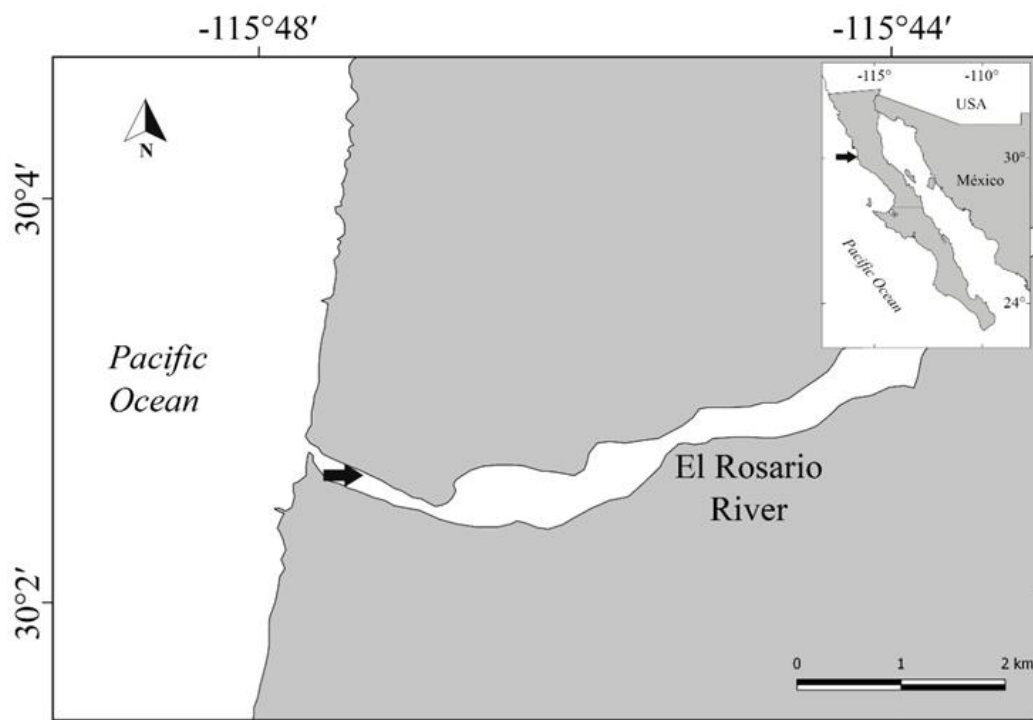 -115°48′
-115°44′
N
30°4′
30°2′
Pacific
Ocean
El Rosario
River
0 1 2 km
-115° -110°
USA
30°
México
Pacific Ocean
24°